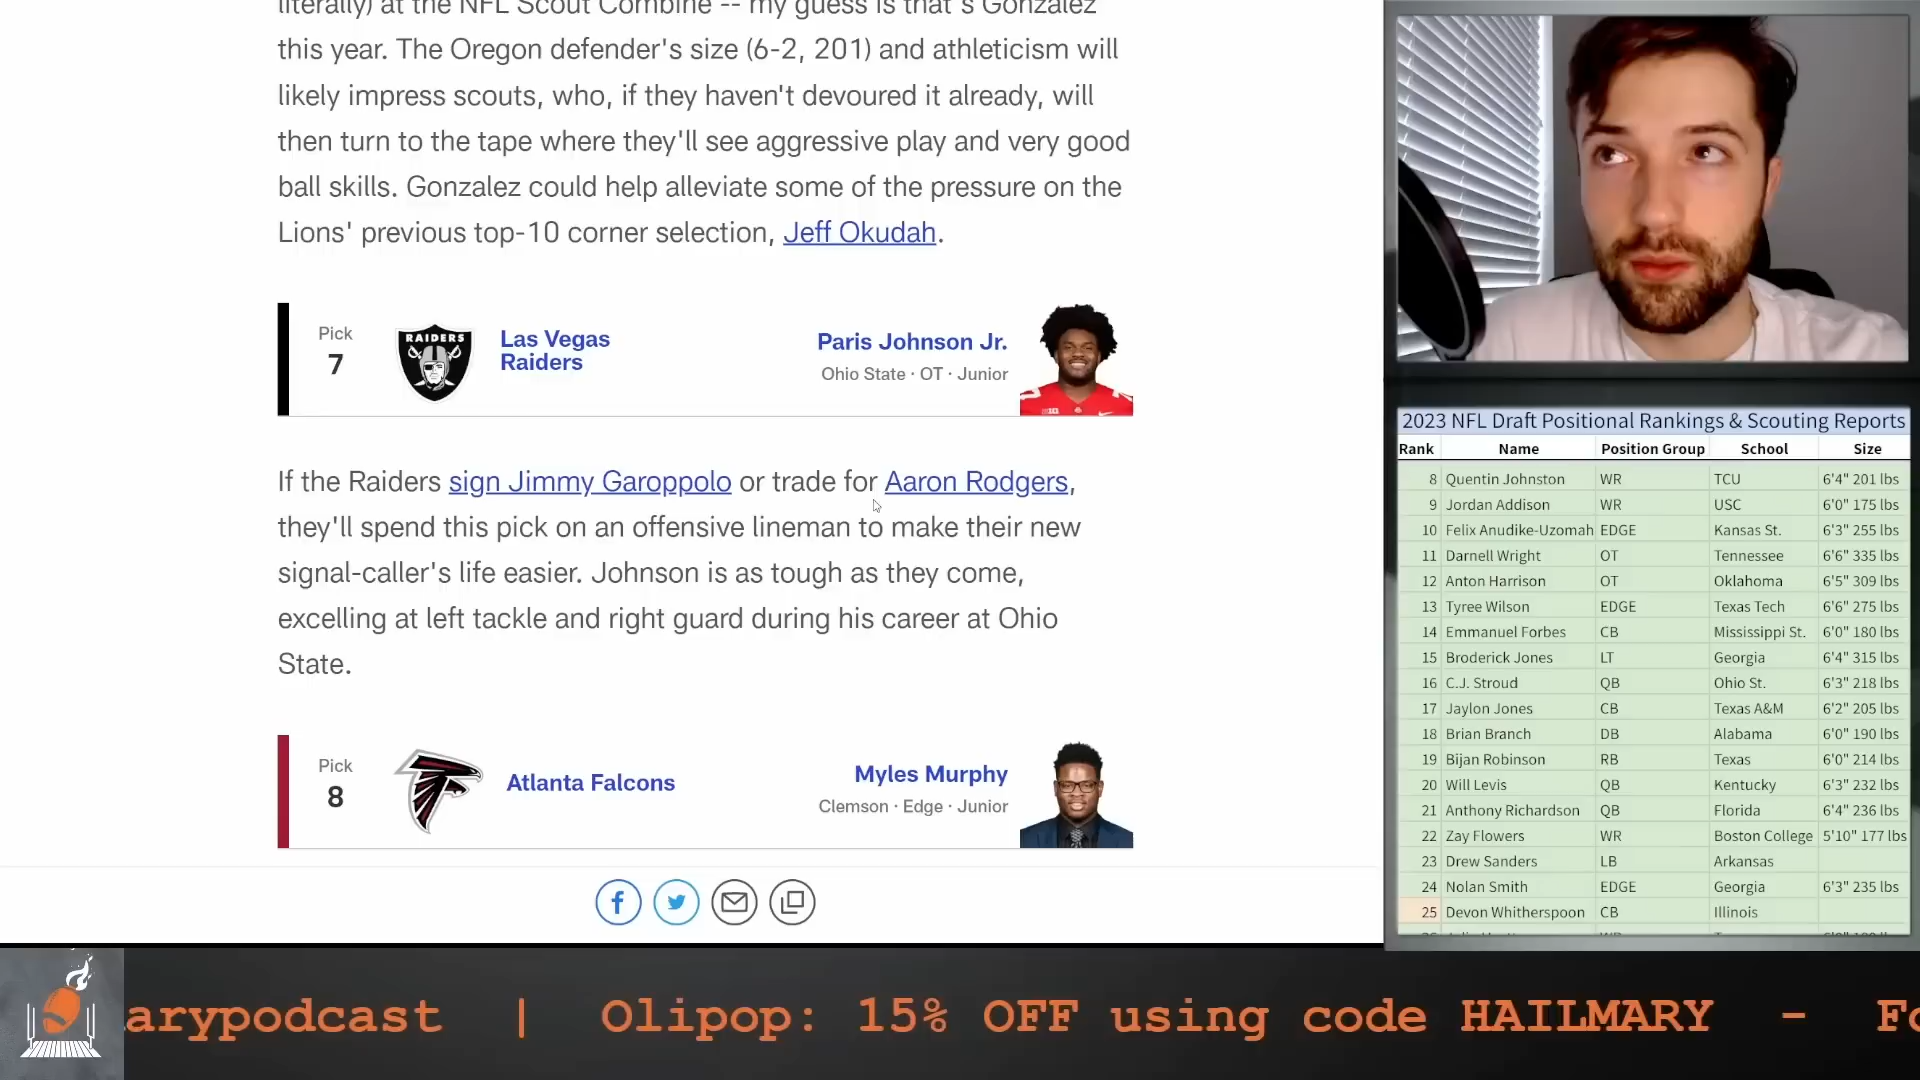 literally) at the NFL Scout Combine -- my guess is that's Gonzalez
this year. The Oregon defender's size (6-2, 201) and athleticism will
likely impress scouts, who, if they haven't devoured it already, will
then turn to the tape where they'll see aggressive play and very good
ball skills. Gonzalez could help alleviate some of the pressure on the
Lions' previous top-10 corner selection, Jeff Okudah.
Pick
7
RAIDERS
Las Vegas
Raiders
Paris Johnson Jr.
Ohio State · OT · Junior
If the Raiders sign Jimmy Garoppolo or trade for Aaron Rodgers,
they'll spend this pick on an offensive lineman to make their new
signal-caller's life easier. Johnson is as tough as they come,
excelling at left tackle and right guard during his career at Ohio
State.
Pick
8
Atlanta Falcons
Myles Murphy
Clemson · Edge · Junior
2023 NFL Draft Positional Rankings & Scouting Reports
Rank Name Position Group School Size
8 Quentin Johnston WR TCU 6'4" 201 lbs
9 Jordan Addison WR USC 6'0" 175 lbs
10 Felix Anudike-Uzomah EDGE Kansas St. 6'3" 255 lbs
11 Darnell Wright OT Tennessee 6'6" 335 lbs
12 Anton Harrison OT Oklahoma 6'5" 309 lbs
13 Tyree Wilson EDGE Texas Tech 6'6" 275 lbs
14 Emmanuel Forbes CB Mississippi St. 6'0" 180 lbs
15 Broderick Jones LT Georgia 6'4" 315 lbs
16 C.J. Stroud QB Ohio St. 6'3" 218 lbs
17 Jaylon Jones CB Texas A&M 6'2" 205 lbs
18 Brian Branch DB Alabama 6'0" 190 lbs
19 Bijan Robinson RB Texas 6'0" 214 lbs
20 Will Levis QB Kentucky 6'3" 232 lbs
21 Anthony Richardson QB Florida 6'4" 236 lbs
22 Zay Flowers WR Boston College 5'10" 177 lbs
23 Drew Sanders LB Arkansas
24 Nolan Smith EDGE Georgia 6'3" 235 lbs
25 Devon Whitherspoon CB Illinois
arypodcast | Olipop: 15% OFF using code HAILMARY - Fo